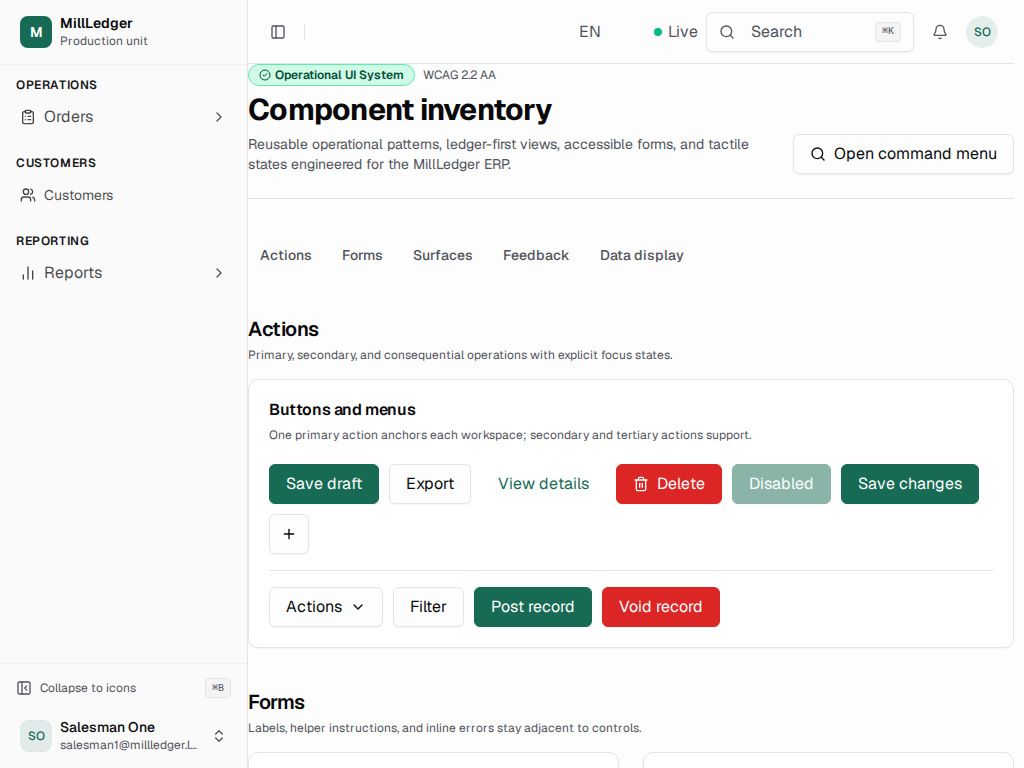 M
MillLedger
Production unit
OPERATIONS
Orders
CUSTOMERS
Customers
REPORTING
Reports
Collapse to icons
⌘B
SO
Salesman One
salesman1@millledger.l...
EN
Live
Search
⌘K
SO
Operational UI System
WCAG 2.2 AA
Component inventory
Reusable operational patterns, ledger-first views, accessible forms, and tactile
states engineered for the MillLedger ERP.
Open command menu
Actions
Forms
Surfaces
Feedback
Data display
Actions
Primary, secondary, and consequential operations with explicit focus states.
Buttons and menus
One primary action anchors each workspace; secondary and tertiary actions support.
Save draft
Export
View details
Delete
Disabled
Save changes
Actions
Filter
Post record
Void record
Forms
Labels, helper instructions, and inline errors stay adjacent to controls.